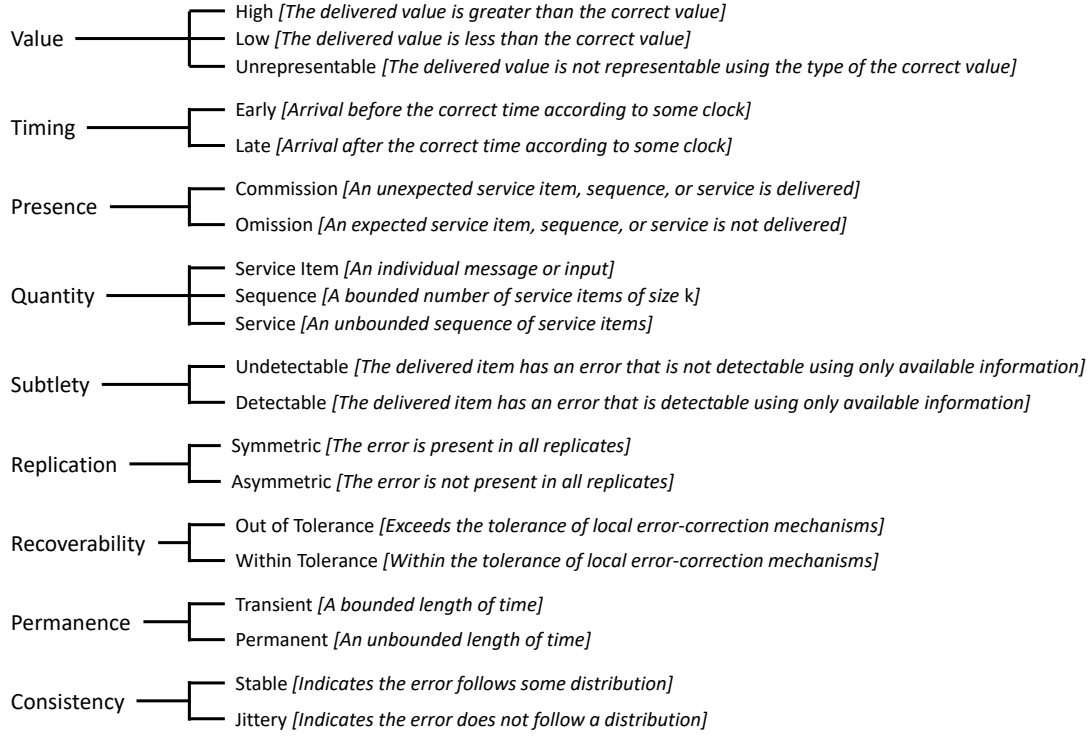 Value
High [The delivered value is greater than the correct value]
Low [The delivered value is less than the correct value]
Unrepresentable [The delivered value is not representable using the type of the correct value]
Timing
Early [Arrival before the correct time according to some clock]
Late [Arrival after the correct time according to some clock]
Presence
Commission [An unexpected service item, sequence, or service is delivered]
Omission [An expected service item, sequence, or service is not delivered]
Quantity
Service Item [An individual message or input]
Sequence [A bounded number of service items of size k]
Service [An unbounded sequence of service items]
Subtlety
Undetectable [The delivered item has an error that is not detectable using only available information]
Detectable [The delivered item has an error that is detectable using only available information]
Replication
Symmetric [The error is present in all replicates]
Asymmetric [The error is not present in all replicates]
Recoverability
Out of Tolerance [Exceeds the tolerance of local error-correction mechanisms]
Within Tolerance [Within the tolerance of local error-correction mechanisms]
Permanence
Transient [A bounded length of time]
Permanent [An unbounded length of time]
Consistency
Stable [Indicates the error follows some distribution]
Jittery [Indicates the error does not follow a distribution]